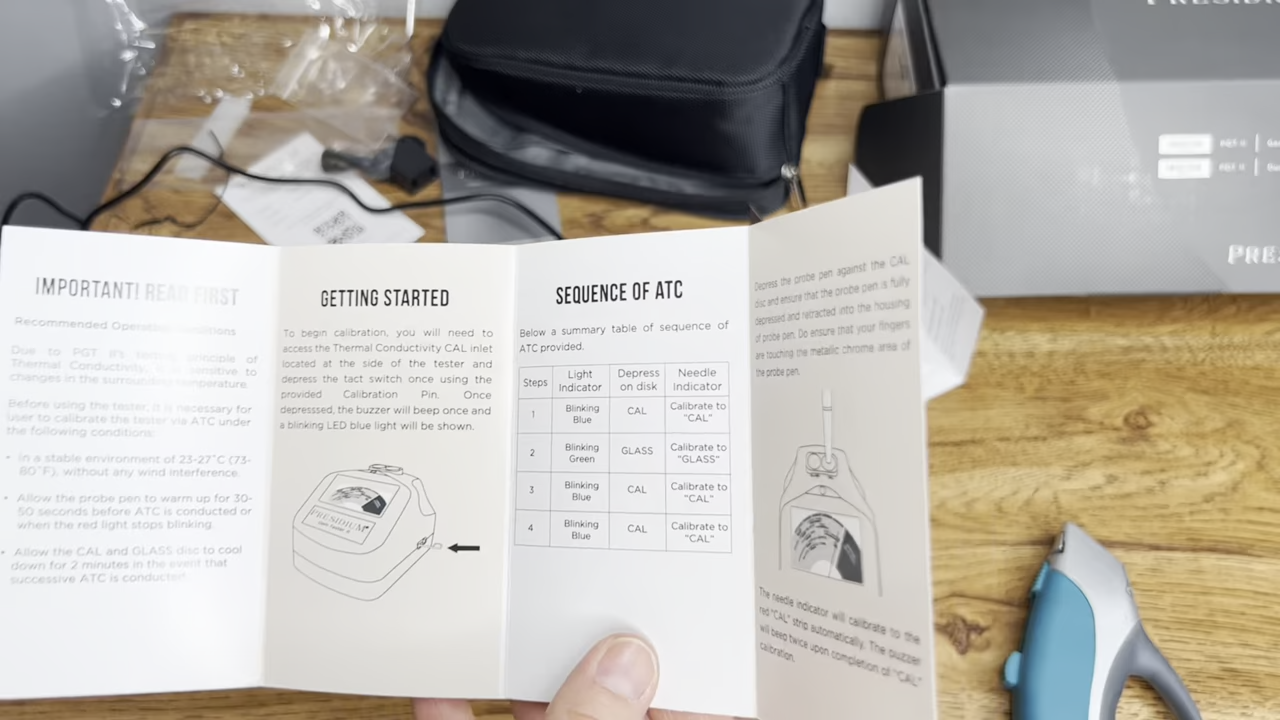 IMPORTANT! READ FIRST
Recommended Operating Conditions
Due to PGT II's testing principle of
Thermal Conductivity, it is sensitive to
changes in the surrounding temperature.
Before using the tester, it is necessary for
user to calibrate the tester via ATC under
the following conditions:
• In a stable environment of 23-27°C (73-
80°F), without any wind interference.
• Allow the probe pen to warm up for 30-
50 seconds before ATC is conducted or
when the red light stops blinking.
• Allow the CAL and GLASS disc to cool
down for 2 minutes in the event that
successive ATC is conducted.
GETTING STARTED
To begin calibration, you will need to
access the Thermal Conductivity CAL inlet
located at the side of the tester and
depress the tact switch once using the
provided Calibration Pin. Once
depresssed, the buzzer will beep once and
a blinking LED blue light will be shown.
PRESIDIUM
Gem Tester II
SEQUENCE OF ATC
Below a summary table of sequence of
ATC provided.
Steps Light Indicator Depress on disk Needle Indicator
1 Blinking Blue CAL Calibrate to "CAL"
2 Blinking Green GLASS Calibrate to "GLASS"
3 Blinking Blue CAL Calibrate to "CAL"
4 Blinking Blue CAL Calibrate to "CAL"
Depress the probe pen against the CAL
disc and ensure that the probe pen is fully
depressed and retracted into the housing
of probe pen. Do ensure that your fingers
are touching the metallic chrome area of
the probe pen.
The needle indicator will calibrate to the
red "CAL" strip automatically. The buzzer
will beep twice upon completion of "CAL"
calibration.
PGT II
PGT II